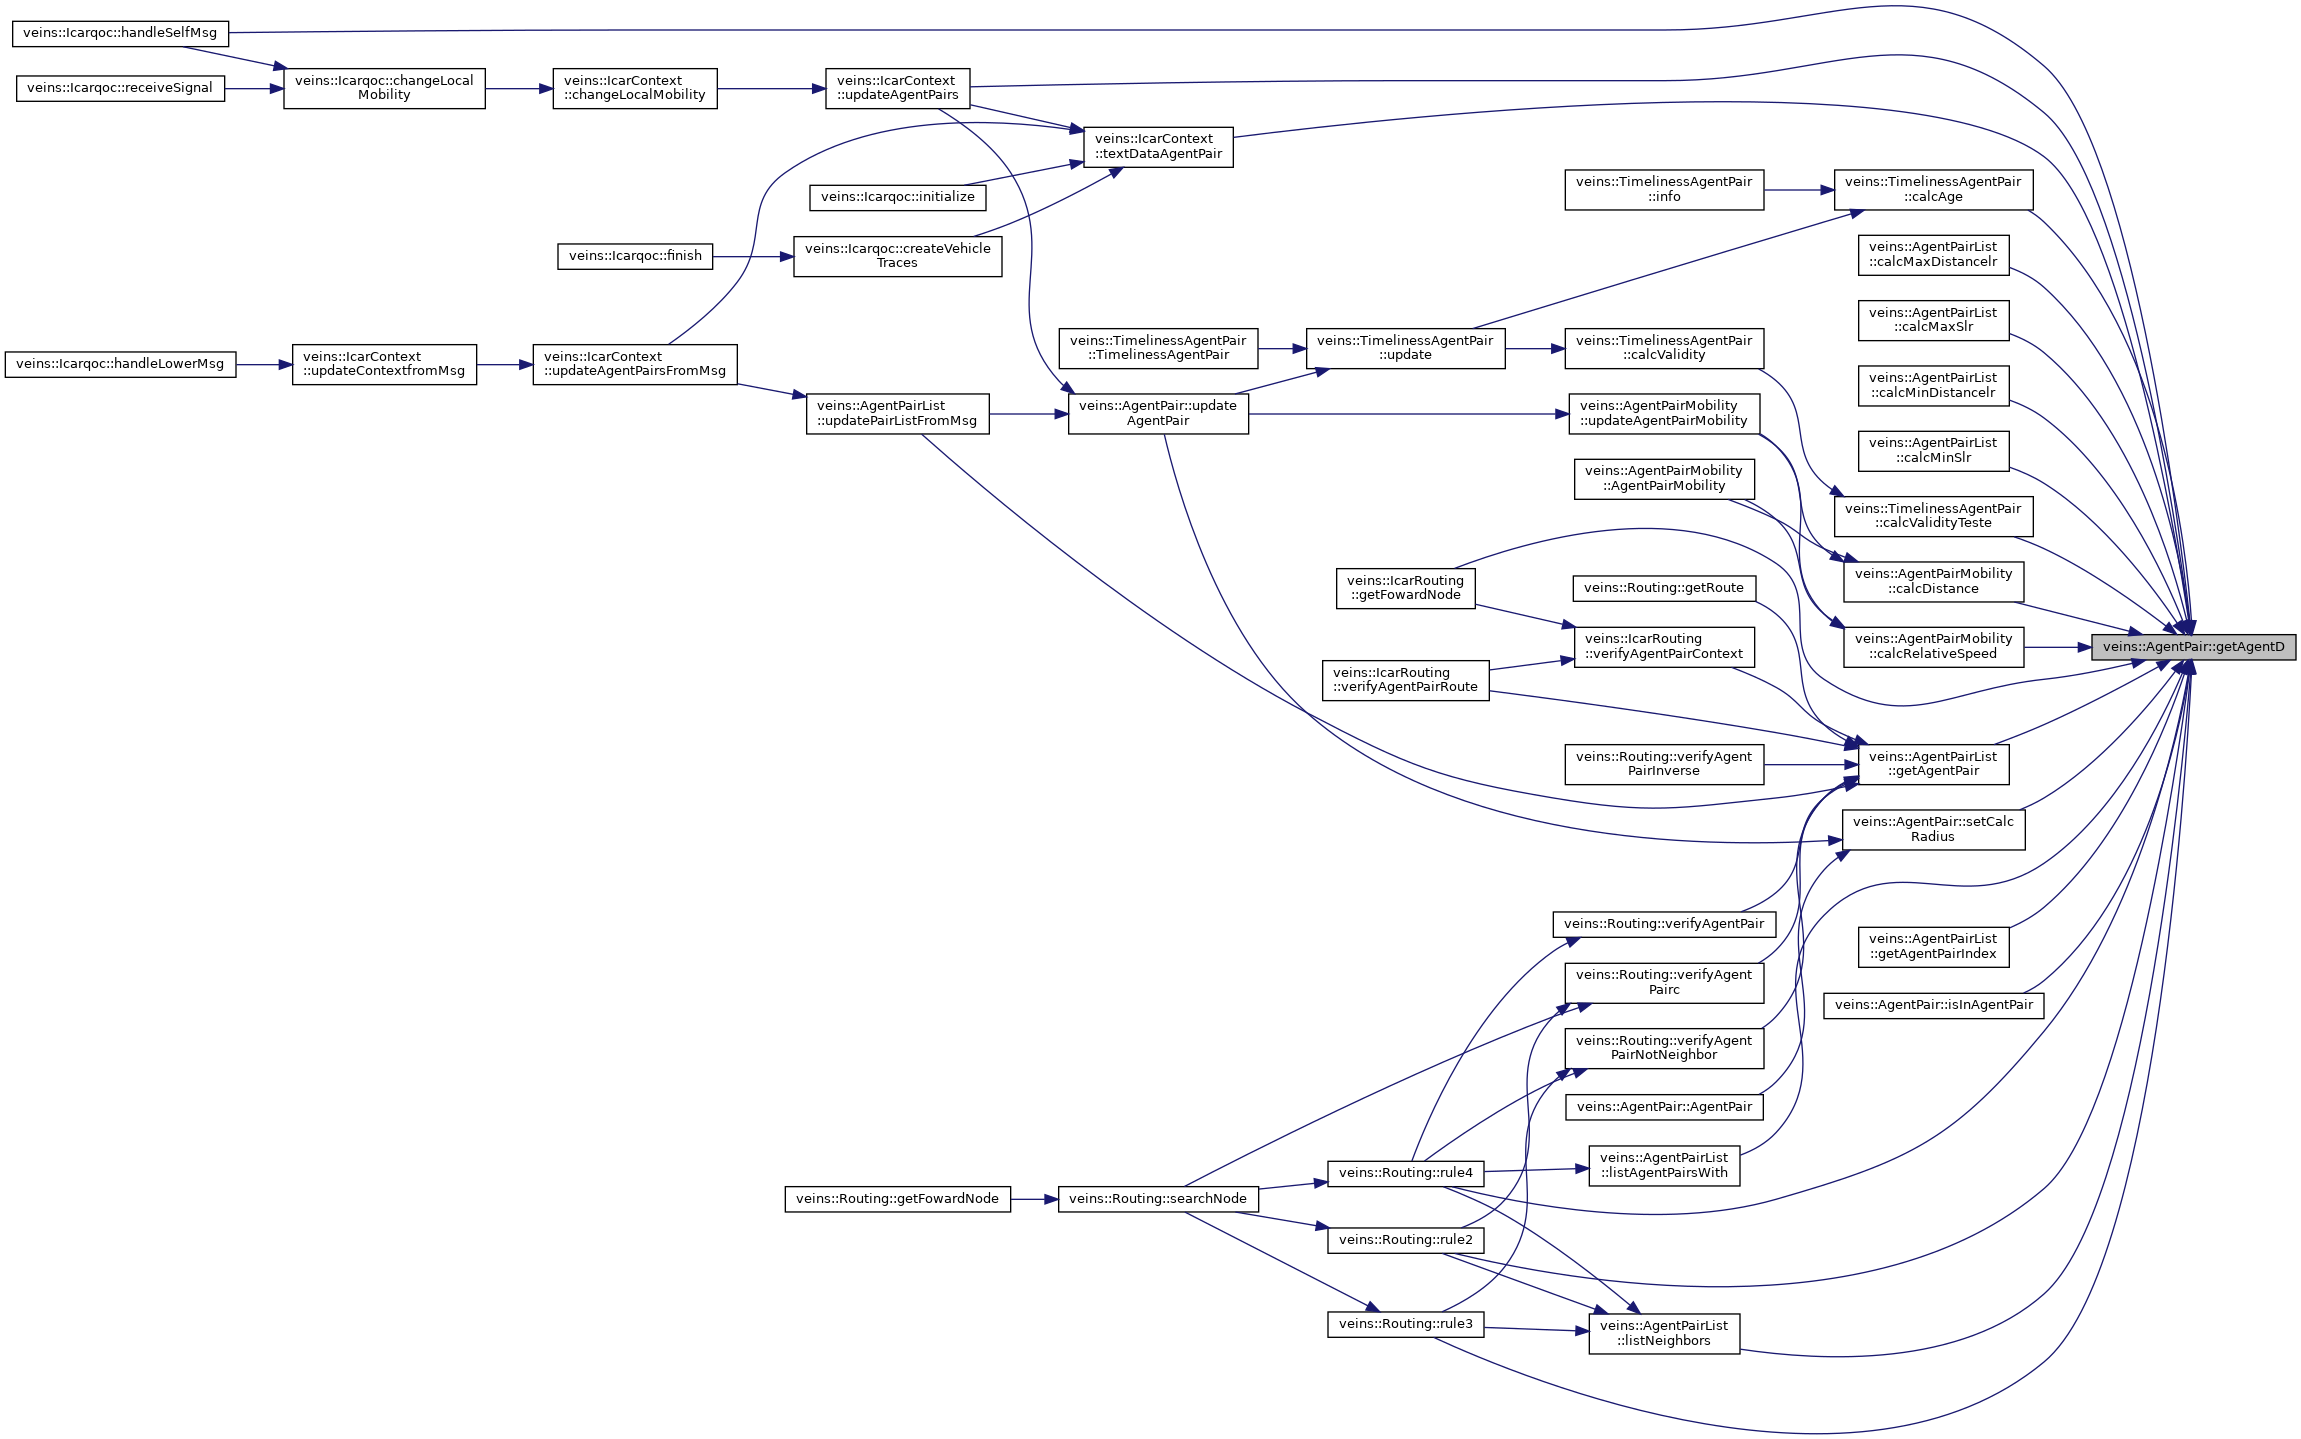 veins::Icarqoc::handleSelfMsg
veins::Icarqoc::receiveSignal
veins::Icarqoc::changeLocal
Mobility
veins::IcarContext
::changeLocalMobility
veins::IcarContext
::updateAgentPairs
veins::IcarContext
::textDataAgentPair
veins::Icarqoc::initialize
veins::Icarqoc::createVehicle
Traces
veins::Icarqoc::finish
veins::TimelinessAgentPair
::info
veins::TimelinessAgentPair
::calcAge
veins::AgentPairList
::calcMaxDistancelr
veins::AgentPairList
::calcMaxSlr
veins::AgentPairList
::calcMinDistancelr
veins::AgentPairList
::calcMinSlr
veins::Icarqoc::handleLowerMsg
veins::IcarContext
::updateContextfromMsg
veins::IcarContext
::updateAgentPairsFromMsg
veins::AgentPairList
::updatePairListFromMsg
veins::TimelinessAgentPair
::TimelinessAgentPair
veins::TimelinessAgentPair
::update
veins::TimelinessAgentPair
::calcValidity
veins::AgentPair::update
AgentPair
veins::AgentPairMobility
::updateAgentPairMobility
veins::AgentPairMobility
::AgentPairMobility
veins::TimelinessAgentPair
::calcValidityTeste
veins::AgentPairMobility
::calcDistance
veins::IcarRouting
::getFowardNode
veins::Routing::getRoute
veins::IcarRouting
::verifyAgentPairContext
veins::AgentPairMobility
::calcRelativeSpeed
veins::AgentPair::getAgentD
veins::IcarRouting
::verifyAgentPairRoute
veins::Routing::verifyAgent
PairInverse
veins::AgentPairList
::getAgentPair
veins::AgentPair::setCalc
Radius
veins::Routing::verifyAgentPair
veins::AgentPairList
::getAgentPairIndex
veins::Routing::verifyAgent
Pairc
veins::AgentPair::isInAgentPair
veins::Routing::verifyAgent
PairNotNeighbor
veins::AgentPair::AgentPair
veins::AgentPairList
::listAgentPairsWith
veins::Routing::rule4
veins::Routing::getFowardNode
veins::Routing::searchNode
veins::Routing::rule2
veins::Routing::rule3
veins::AgentPairList
::listNeighbors